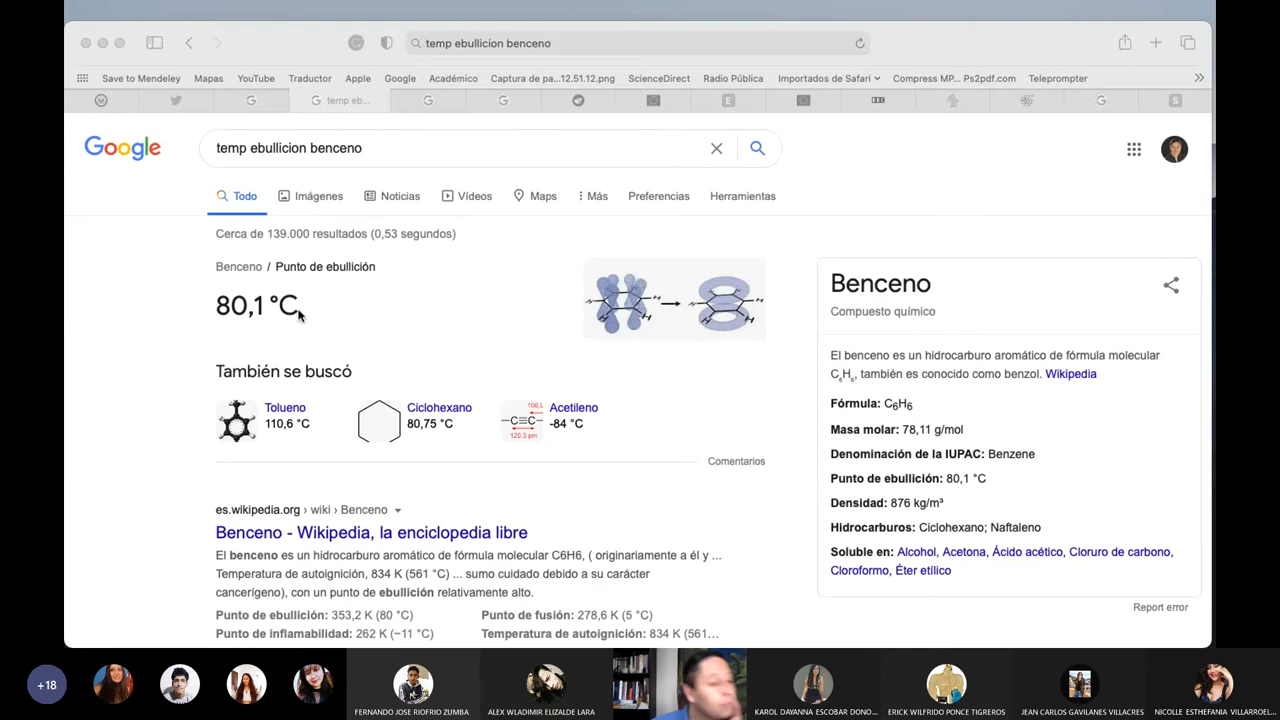 temp ebullicion benceno
Save to Mendeley Mapas YouTube Traductor Apple Google Académico Captura de pa...12.51.12.png ScienceDirect Radio Pública Importados de Safari Compress MP... Ps2pdf.com Teleprompter
temp eb...
Google
temp ebullicion benceno
Todo Imágenes Noticias Vídeos Maps Más Preferencias Herramientas
Cerca de 139.000 resultados (0,53 segundos)
Benceno / Punto de ebullición
80,1 °C
También se buscó
Tolueno
110,6 °C
Ciclohexano
80,75 °C
Acetileno
-84 °C
120.3 pm
Comentarios
es.wikipedia.org › wiki › Benceno
Benceno - Wikipedia, la enciclopedia libre
El benceno es un hidrocarburo aromático de fórmula molecular C6H6, ( originariamente a él y ...
Temperatura de autoignición, 834 K (561 °C) ... sumo cuidado debido a su carácter
cancerígeno), con un punto de ebullición relativamente alto.
Punto de ebullición: 353,2 K (80 °C) Punto de fusión: 278,6 K (5 °C)
Punto de inflamabilidad: 262 K (−11 °C) Temperatura de autoignición: 834 K (561...
Benceno
Compuesto químico
El benceno es un hidrocarburo aromático de fórmula molecular
C₆H₆, también es conocido como benzol. Wikipedia
Fórmula: C₆H₆
Masa molar: 78,11 g/mol
Denominación de la IUPAC: Benzene
Punto de ebullición: 80,1 °C
Densidad: 876 kg/m³
Hidrocarburos: Ciclohexano; Naftaleno
Soluble en: Alcohol, Acetona, Ácido acético, Cloruro de carbono,
Cloroformo, Éter etílico
Report error
+18
FERNANDO JOSE RIOFRIO ZUMBA
ALEX WLADIMIR ELIZALDE LARA
KAROL DAYANNA ESCOBAR DONO...
ERICK WILFRIDO PONCE TIGREROS
JEAN CARLOS GAVILANES VILLACRES
NICOLLE ESTHEFANIA VILLARROEL...